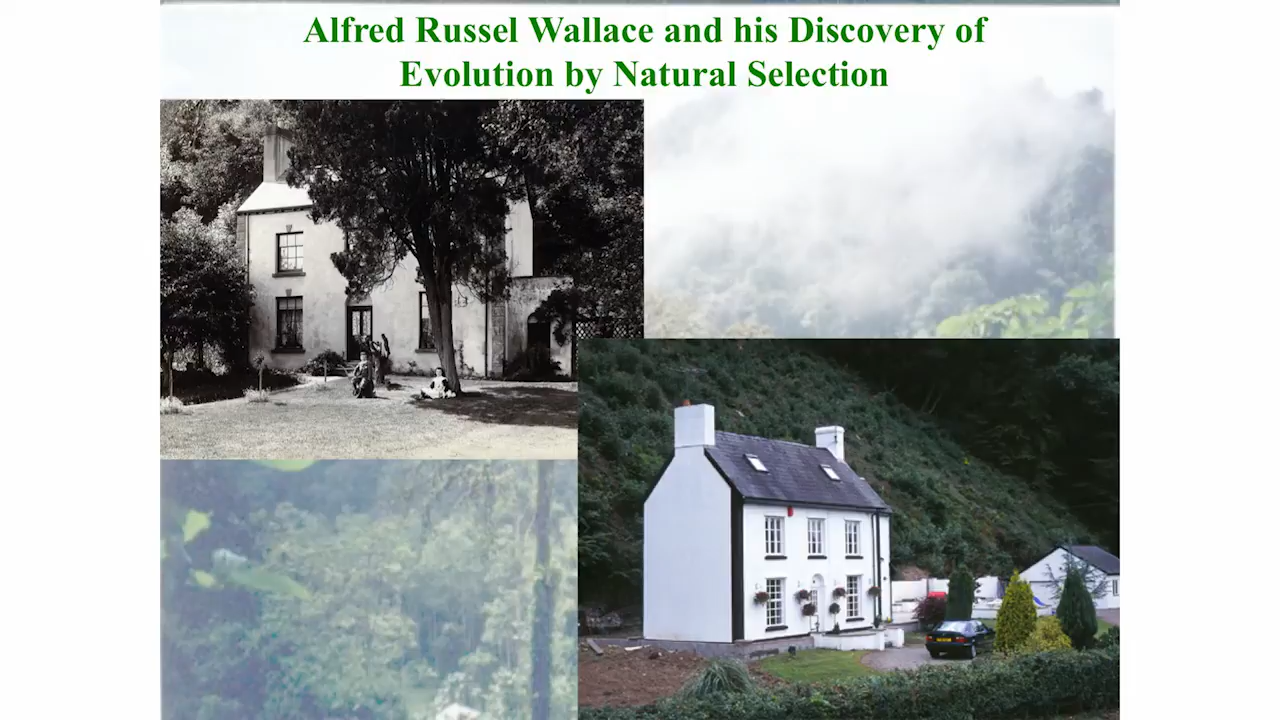 Alfred Russel Wallace and his Discovery of
Evolution by Natural Selection